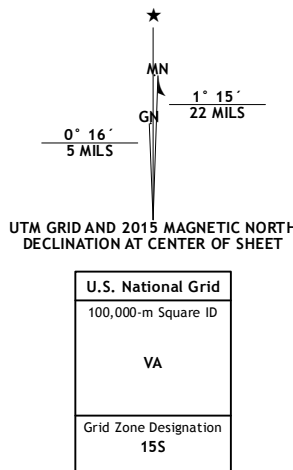 ★
MN
1° 15´
22 MILS
GN
0° 16´
5 MILS
UTM GRID AND 2015 MAGNETIC NORTH
DECLINATION AT CENTER OF SHEET
U.S. National Grid
100,000-m Square ID
VA
Grid Zone Designation
15S